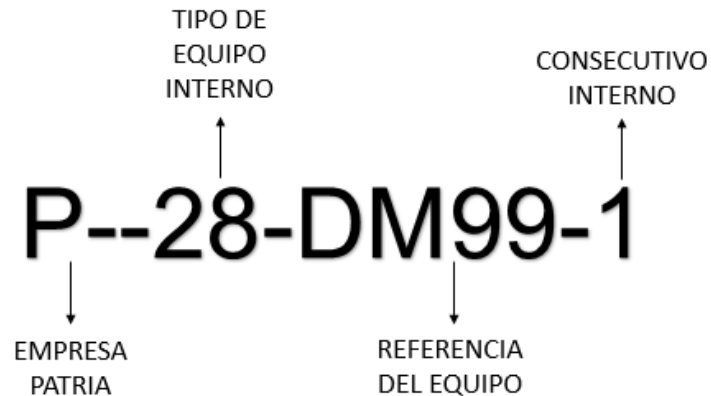 TIPO DE
EQUIPO
INTERNO
CONSECUTIVO
INTERNO
P--28-DM99-1
EMPRESA
PATRIA
REFERENCIA
DEL EQUIPO